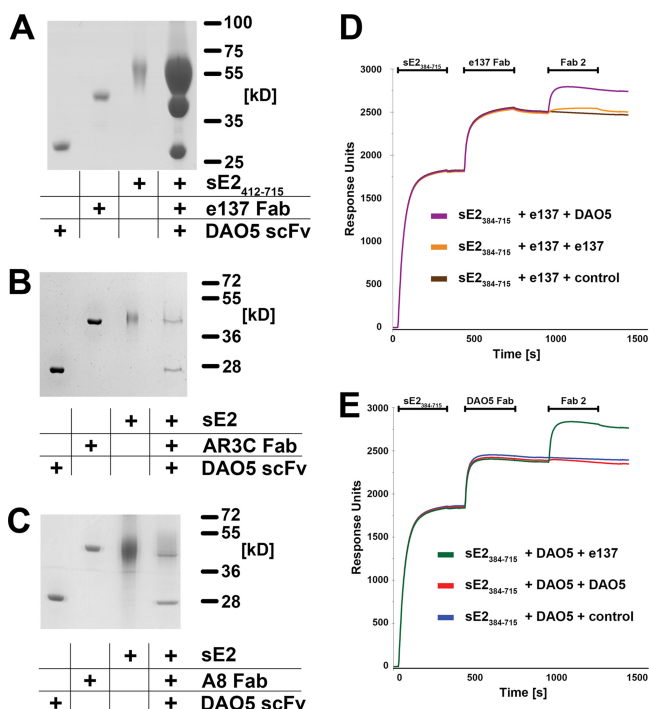 A
100
75
55
[kD]
35
25
+ + sE2412-715
+ + e137 Fab
+ + DAO5 scFv
B
72
55
[kD]
36
28
+ + sE2
+ + AR3C Fab
+ + DAO5 scFv
C
72
55
[kD]
36
28
+ + sE2
+ + A8 Fab
+ + DAO5 scFv
D
sE2384-715 e137 Fab Fab 2
3000
2500
2000
1500
1000
500
0
Response Units
sE2384-715 + e137 + DAO5
sE2384-715 + e137 + e137
sE2384-715 + e137 + control
0 500 1000 1500
Time [s]
E
sE2384-715 DAO5 Fab Fab 2
3000
2500
2000
1500
1000
500
0
Response Units
sE2384-715 + DAO5 + e137
sE2384-715 + DAO5 + DAO5
sE2384-715 + DAO5 + control
0 500 1000 1500
Time [s]